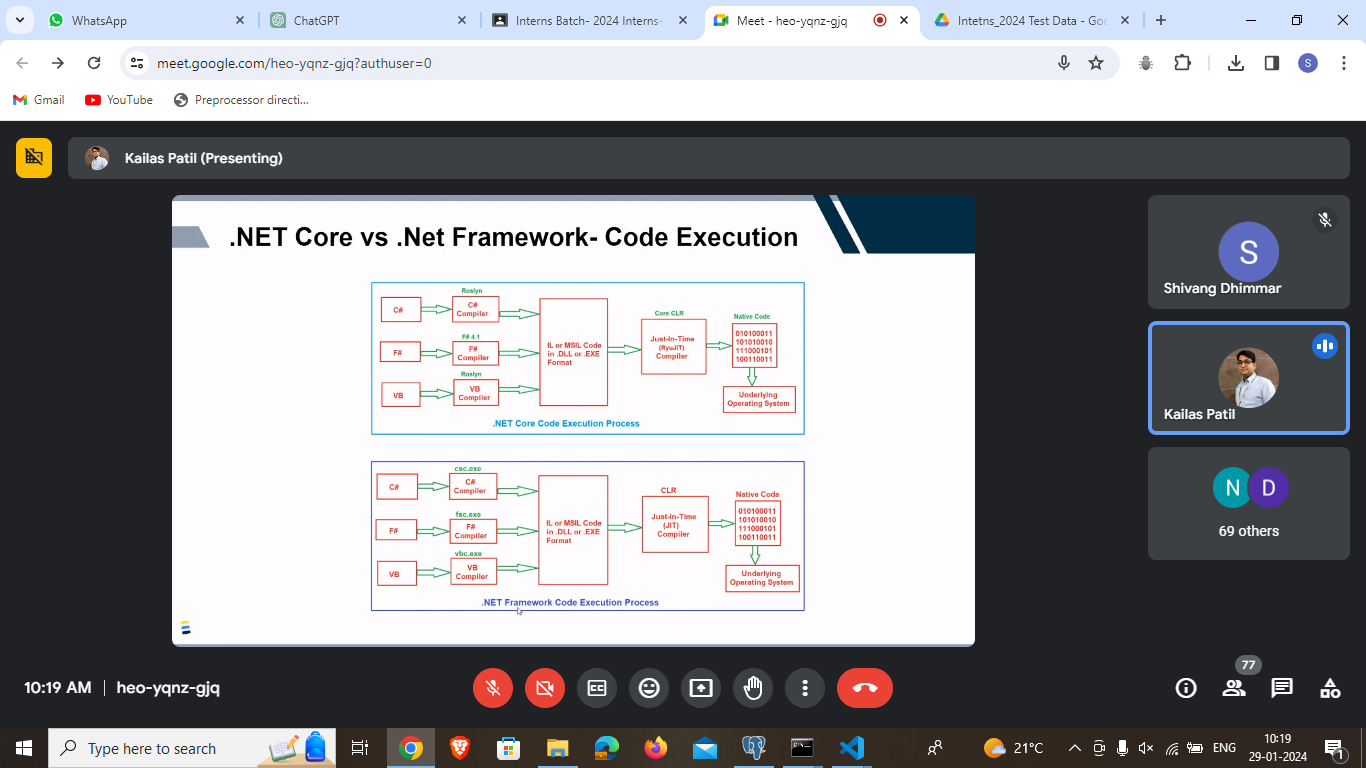 WhatsApp
ChatGPT
Interns Batch- 2024 Interns-
Meet - heo-yqnz-gjq
Intetns_2024 Test Data - Goo
meet.google.com/heo-yqnz-gjq?authuser=0
S
Gmail
YouTube
Preprocessor directi...
Kailas Patil (Presenting)
.NET Core vs .Net Framework- Code Execution
Roslyn
C#
C#
Compiler
F# 4.1
F#
F#
Compiler
Roslyn
VB
VB
Compiler
IL or MSIL Code
in .DLL or .EXE
Format
Core CLR
Just-In-Time
(RyuJIT)
Compiler
Native Code
010100011
101010010
111000101
100110011
Underlying
Operating System
.NET Core Code Execution Process
csc.exe
C#
C#
Compiler
fsc.exe
F#
F#
Compiler
vbc.exe
VB
VB
Compiler
IL or MSIL Code
in .DLL or .EXE
Format
CLR
Just-In-Time
(JIT)
Compiler
Native Code
010100011
101010010
111000101
100110011
Underlying
Operating System
.NET Framework Code Execution Process
S
Shivang Dhimmar
Kailas Patil
N
D
69 others
10:19 AM
heo-yqnz-gjq
77
Type here to search
21°C
ENG
10:19
29-01-2024
1